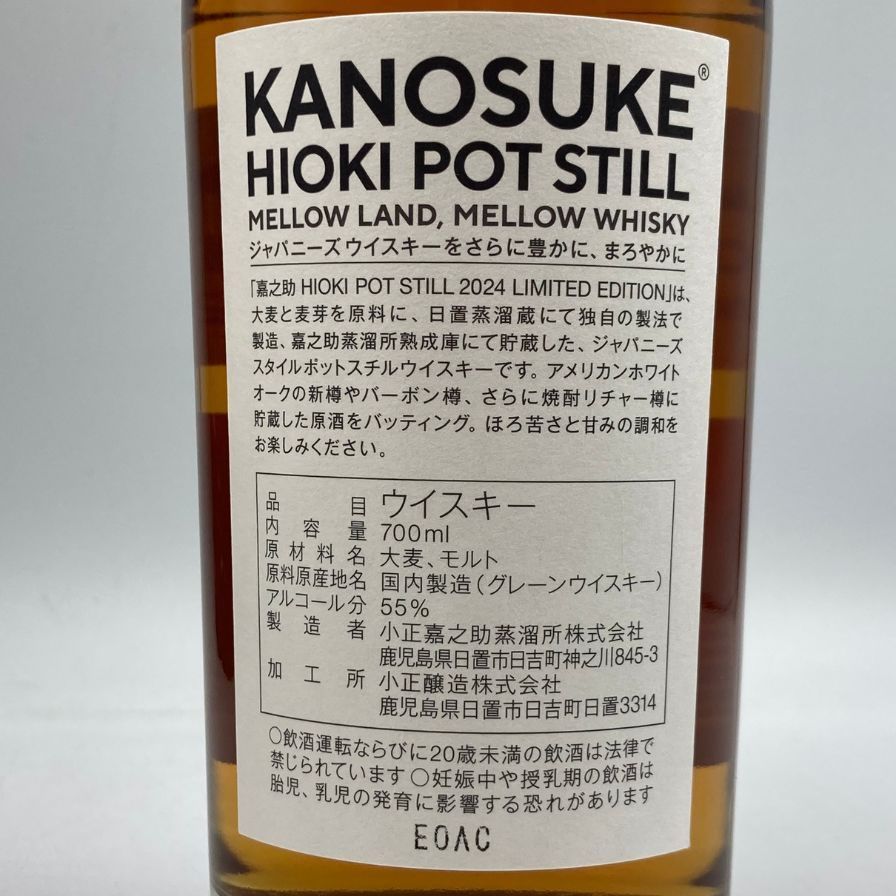 KANOSUKE®
HIOKI POT STILL
MELLOW LAND, MELLOW WHISKY
ジャパニーズウイスキーをさらに豊かに、まろやかに
「嘉之助 HIOKI POT STILL 2024 LIMITED EDITION」は、
大麦と麦芽を原料に、日置蒸溜蔵にて独自の製法で
製造、嘉之助蒸溜所熟成庫にて貯蔵した、ジャパニーズ
スタイルポットスチルウイスキーです。アメリカンホワイト
オークの新樽やバーボン樽、さらに焼酎リチャー樽に
貯蔵した原酒をバッティング。ほろ苦さと甘みの調和を
お楽しみください。
品目 ウイスキー
内容量 700ml
原材料名 大麦、モルト
原料原産地名 国内製造（グレーンウイスキー）
アルコール分 55%
製造者 小正嘉之助蒸溜所株式会社
鹿児島県日置市日吉町神之川845-3
加工所 小正醸造株式会社
鹿児島県日置市日吉町日置3314
○飲酒運転ならびに20歳未満の飲酒は法律で
禁じられています ○妊娠中や授乳期の飲酒は
胎児、乳児の発育に影響する恐れがあります
EOAC